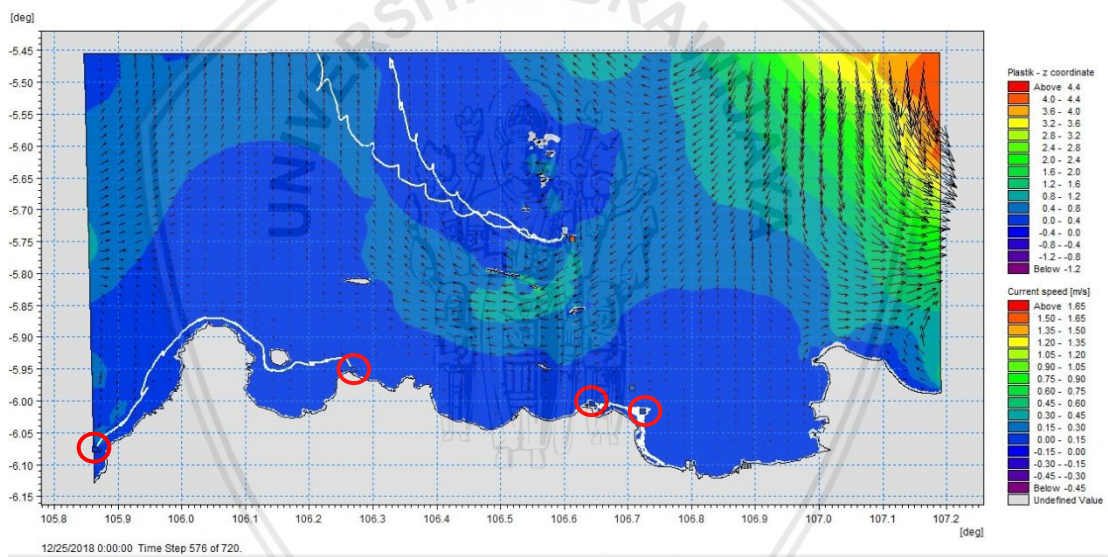 [deg]
-5.45
-5.50
-5.55
-5.60
-5.65
-5.70
-5.75
-5.80
-5.85
-5.90
-5.95
-6.00
-6.05
-6.10
-6.15
105.8 105.9 106.0 106.1 106.2 106.3 106.4 106.5 106.6 106.7 106.8 106.9 107.0 107.1 107.2
[deg]
12/25/2018 0:00:00 Time Step 576 of 720.
Plastik - z coordinate
Above 4.4
4.0 - 4.4
3.6 - 4.0
3.2 - 3.6
2.8 - 3.2
2.4 - 2.8
2.0 - 2.4
1.6 - 2.0
1.2 - 1.6
0.8 - 1.2
0.4 - 0.8
0.0 - 0.4
-0.4 - 0.0
-0.8 - -0.4
-1.2 - -0.8
Below -1.2
Current speed [m/s]
Above 1.65
1.50 - 1.65
1.35 - 1.50
1.20 - 1.35
1.05 - 1.20
0.90 - 1.05
0.75 - 0.90
0.60 - 0.75
0.45 - 0.60
0.30 - 0.45
0.15 - 0.30
0.00 - 0.15
-0.15 - 0.00
-0.30 - -0.15
-0.45 - -0.30
Below -0.45
Undefined Value
UNIVERSITAS BRAWIJAYA